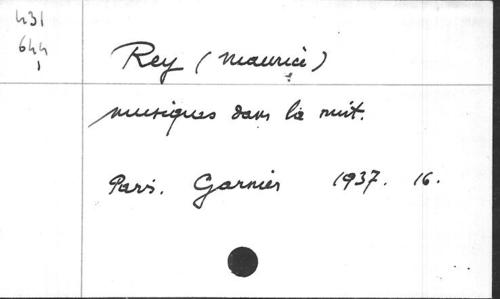 431
644
1
Rey (Maurice)
musiques dans la nuit.
Paris. Garnier 1937. 16.